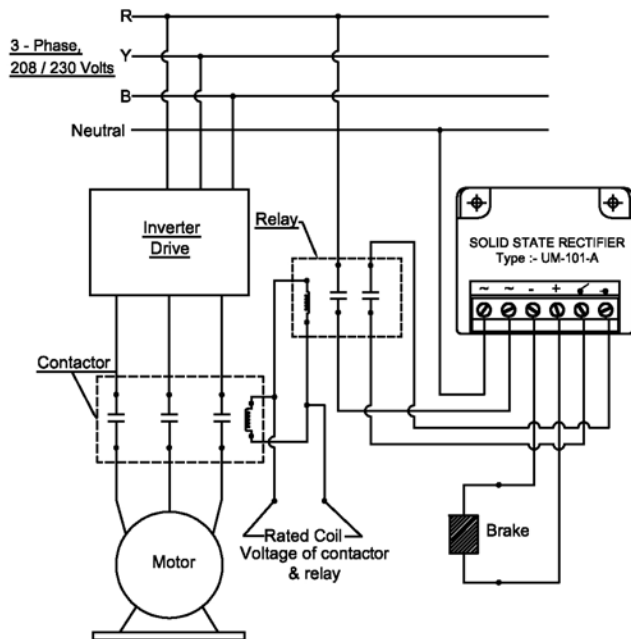 R
3 - Phase,
208 / 230 Volts
Y
B
Neutral
Inverter
Drive
Relay
SOLID STATE RECTIFIER
Type :- UM-101-A
~ ~ - +
Contactor
Rated Coil
Voltage of contactor
& relay
Motor
Brake